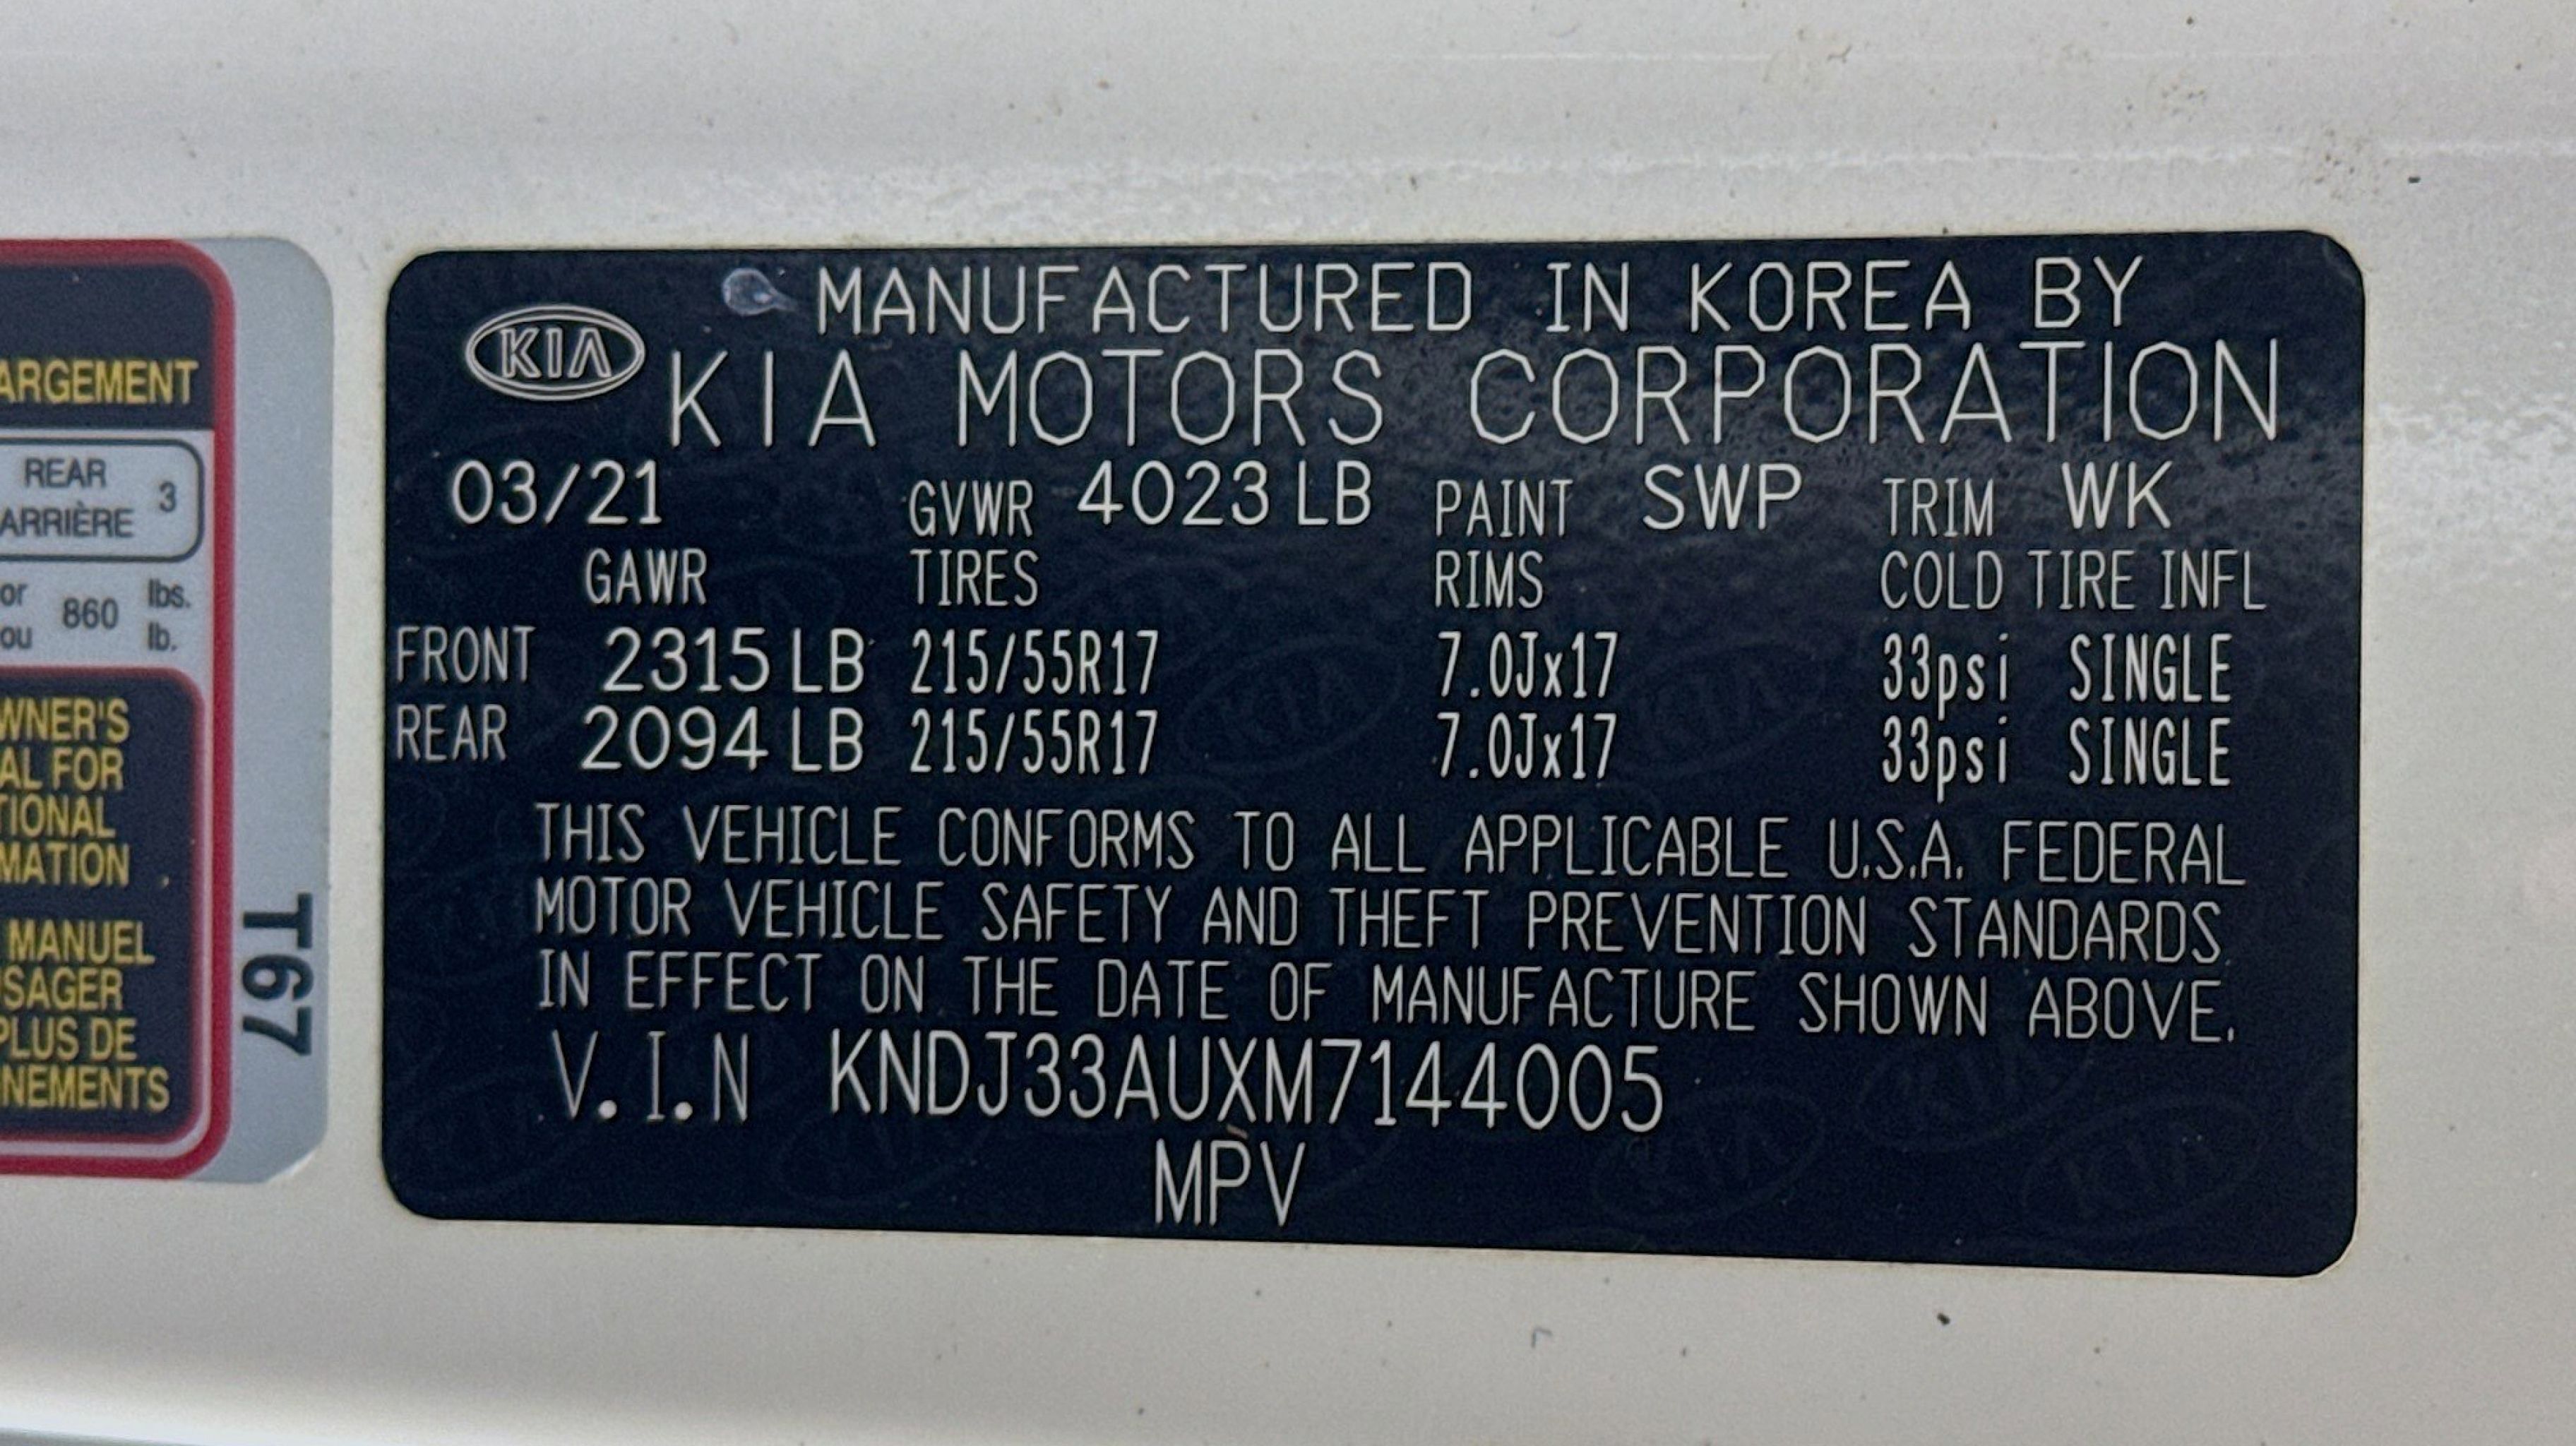 ARGEMENT
REAR
ARRIÈRE 3
or 860 lbs.
ou lb.
WNER'S
AL FOR
TIONAL
MATION
MANUEL
SAGER
PLUS DE
NEMENTS
T67
KIA
MANUFACTURED IN KOREA BY
KIA MOTORS CORPORATION
03/21 GVWR 4023 LB PAINT SWP TRIM WK
GAWR TIRES RIMS COLD TIRE INFL
FRONT 2315 LB 215/55R17 7.0Jx17 33psi SINGLE
REAR 2094 LB 215/55R17 7.0Jx17 33psi SINGLE
THIS VEHICLE CONFORMS TO ALL APPLICABLE U.S.A. FEDERAL
MOTOR VEHICLE SAFETY AND THEFT PREVENTION STANDARDS
IN EFFECT ON THE DATE OF MANUFACTURE SHOWN ABOVE.
V.I.N KNDJ33AUXM7144005
MPV